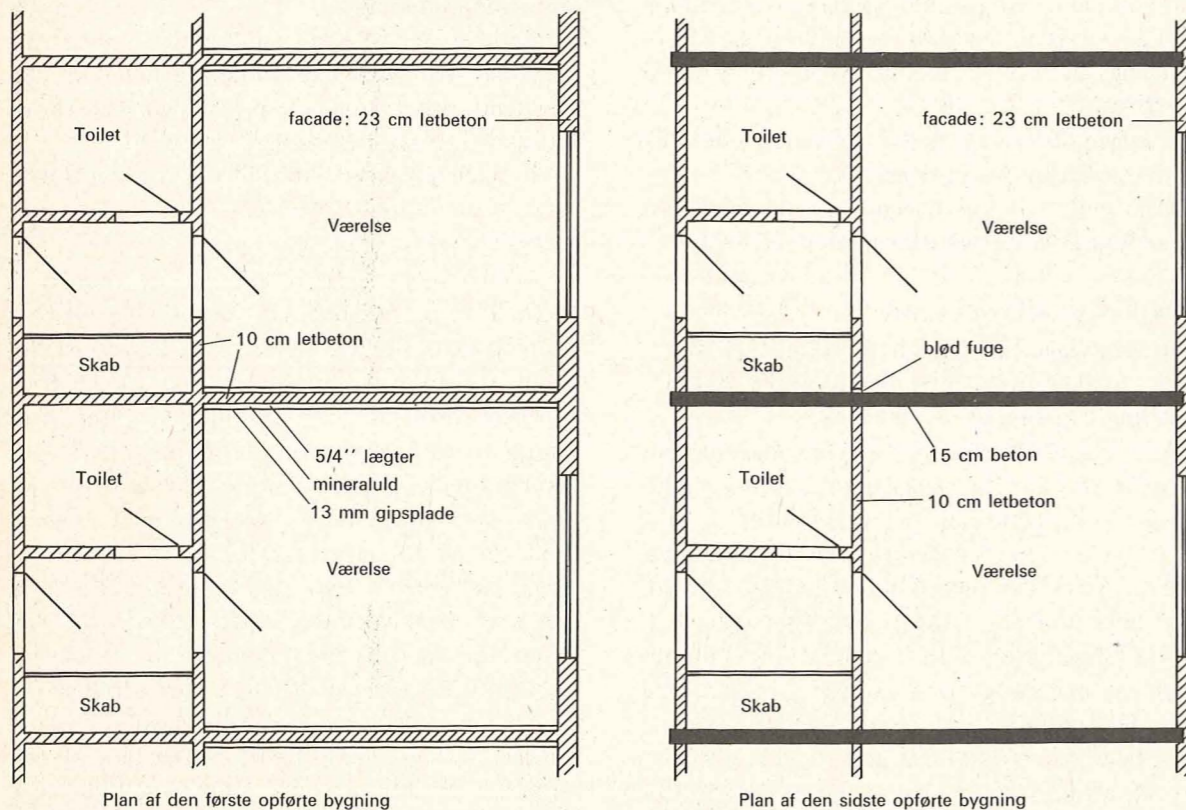 Toilet
facade: 23 cm letbeton
Værelse
10 cm letbeton
Skab
5/4'' lægter
mineraluld
13 mm gipsplade
Toilet
Værelse
Skab
Plan af den første opførte bygning
Toilet
facade: 23 cm letbeton
Værelse
blød fuge
Skab
15 cm beton
Toilet
10 cm letbeton
Værelse
Skab
Plan af den sidste opførte bygning